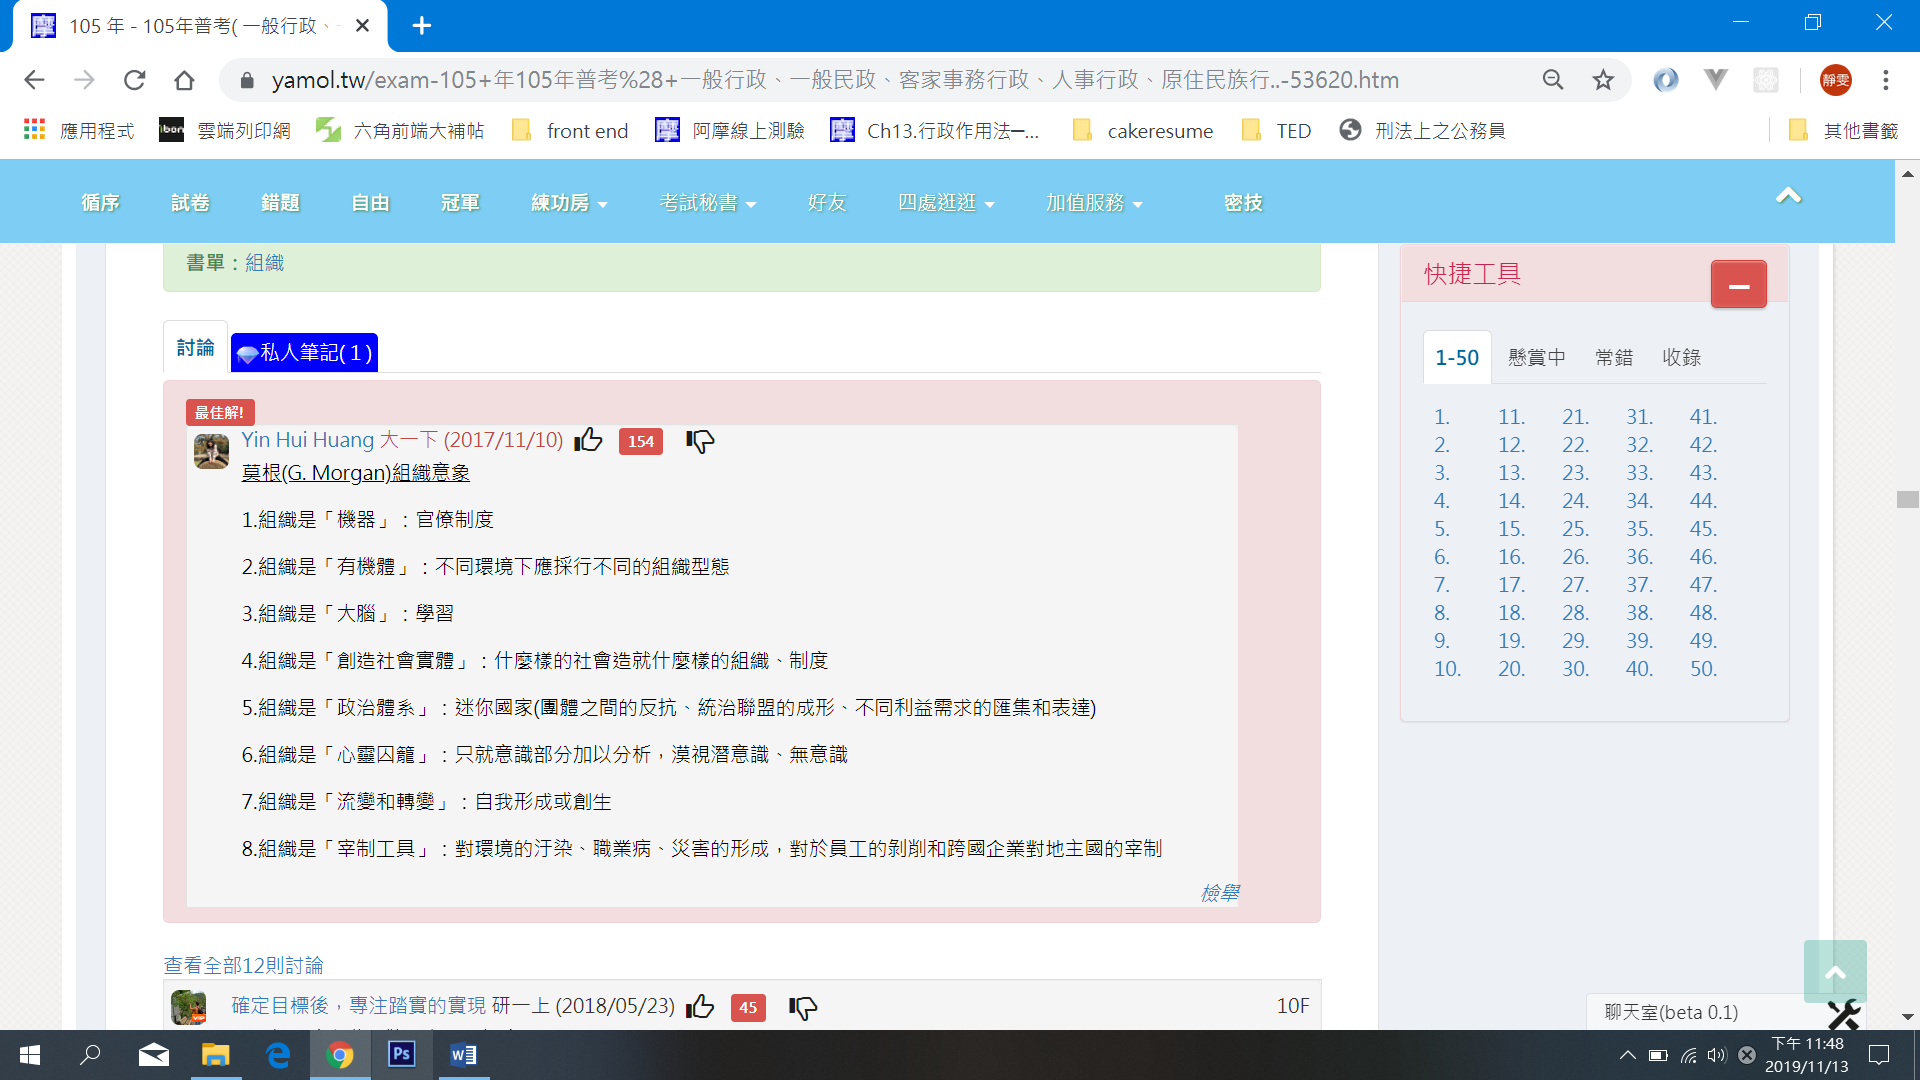 105 年 - 105年普考( 一般行政、
yamol.tw/exam-105+年105年普考%28+一般行政、一般民政、客家事務行政、人事行政、原住民族行..-53620.htm
靜雯
應用程式 ibon 雲端列印網 六角前端大補帖 front end 阿摩線上測驗 Ch13.行政作用法─... cakeresume TED 刑法上之公務員 其他書籤
循序 試卷 錯題 自由 冠軍 練功房 考試秘書 好友 四處逛逛 加值服務 密技
書單：組織
討論 私人筆記( 1 )
最佳解!
Yin Hui Huang 大一下 (2017/11/10) 154
莫根(G. Morgan)組織意象
1.組織是「機器」：官僚制度
2.組織是「有機體」：不同環境下應採行不同的組織型態
3.組織是「大腦」：學習
4.組織是「創造社會實體」：什麼樣的社會造就什麼樣的組織、制度
5.組織是「政治體系」：迷你國家(團體之間的反抗、統治聯盟的成形、不同利益需求的匯集和表達)
6.組織是「心靈囚籠」：只就意識部分加以分析，漠視潛意識、無意識
7.組織是「流變和轉變」：自我形成或創生
8.組織是「宰制工具」：對環境的汙染、職業病、災害的形成，對於員工的剝削和跨國企業對地主國的宰制
檢舉
查看全部12則討論
確定目標後，專注踏實的實現 研一上 (2018/05/23) 45 10F
快捷工具
1-50 懸賞中 常錯 收錄
1. 11. 21. 31. 41.
2. 12. 22. 32. 42.
3. 13. 23. 33. 43.
4. 14. 24. 34. 44.
5. 15. 25. 35. 45.
6. 16. 26. 36. 46.
7. 17. 27. 37. 47.
8. 18. 28. 38. 48.
9. 19. 29. 39. 49.
10. 20. 30. 40. 50.
聊天室(beta 0.1)
下午 11:48
2019/11/13